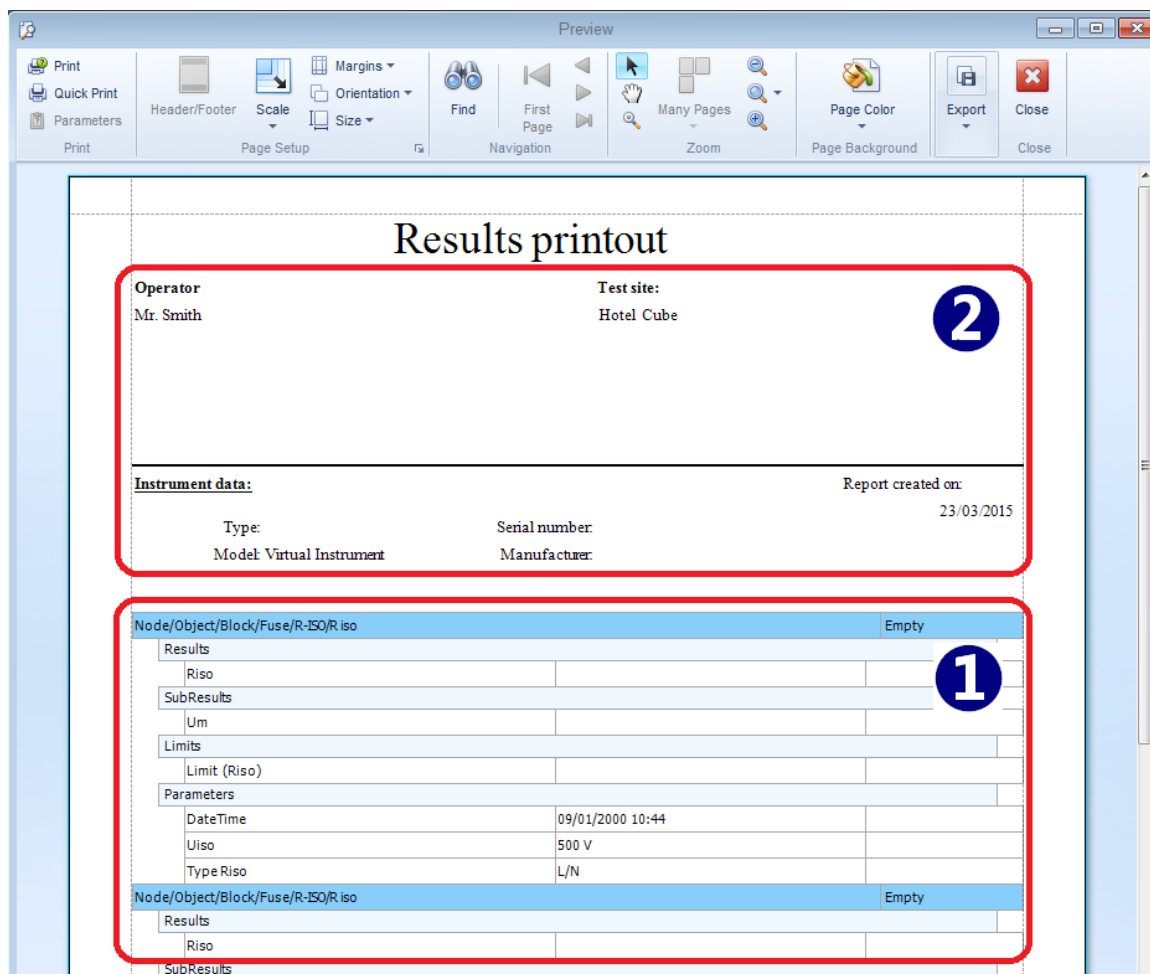 Preview
Print
Quick Print
Parameters
Print
Header/Footer
Scale
Margins
Orientation
Size
Page Setup
Find
First
Page
Navigation
Many Pages
Zoom
Page Color
Page Background
Export
Close
Close
Results printout
Operator Test site:
Mr. Smith Hotel Cube
2
Instrument data: Report created on:
23/03/2015
Type: Serial number:
Model: Virtual Instrument Manufacturer:
Node/Object/Block/Fuse/R-ISO/Riso Empty
Results
1
Riso
SubResults
Um
Limits
Limit (Riso)
Parameters
DateTime 09/01/2000 10:44
Uiso 500 V
Type Riso L/N
Node/Object/Block/Fuse/R-ISO/Riso Empty
Results
Riso
SubResults